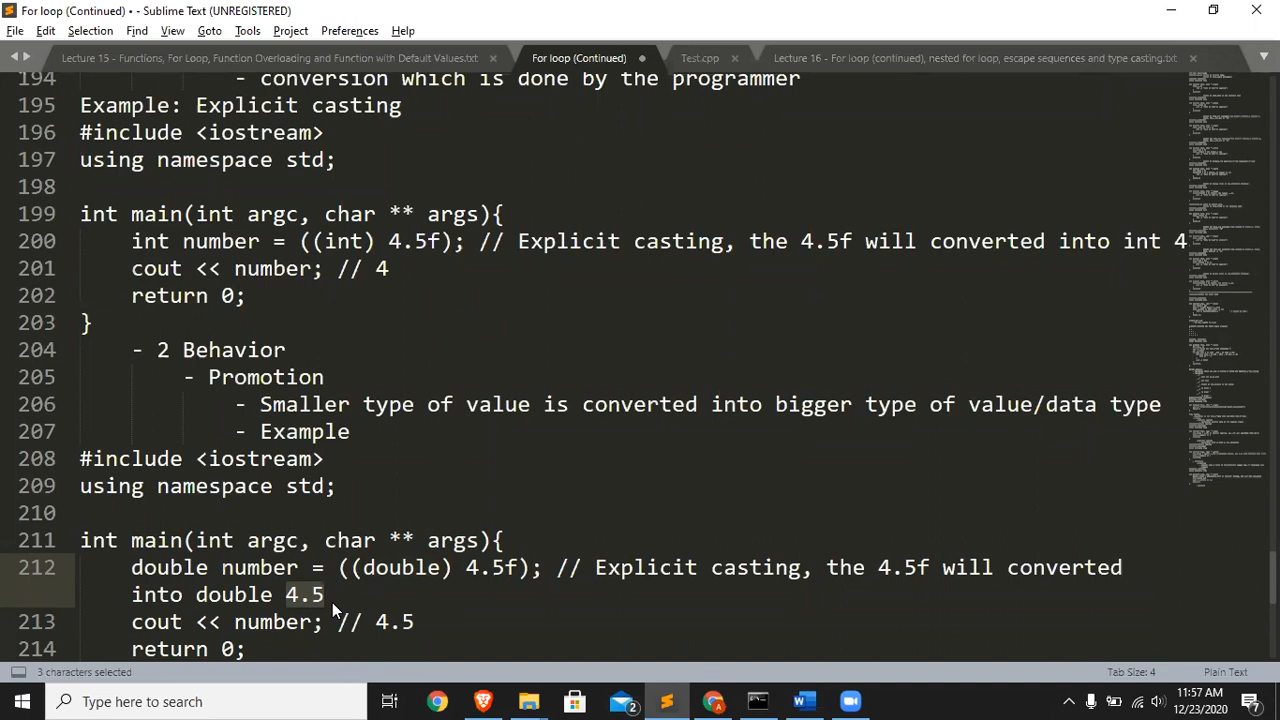 For loop (Continued) • - Sublime Text (UNREGISTERED)
File Edit Selection Find View Goto Tools Project Preferences Help
Lecture 15 - Functions, For Loop, Function Overloading and Function with Default Values.txt For loop (Continued) Test.cpp Lecture 16 - For loop (continued), nested for loop, escape sequences and type casting.txt
194 - conversion which is done by the programmer
195 Example: Explicit casting
196 #include <iostream>
197 using namespace std;
198
199 int main(int argc, char ** args){
200 int number = ((int) 4.5f); // Explicit casting, the 4.5f will converted into int 4
201 cout << number; // 4
202 return 0;
203 }
204 - 2 Behavior
205 - Promotion
206 - Smaller type of value is converted into bigger type of value/data type
207 - Example
208 #include <iostream>
209 using namespace std;
210
211 int main(int argc, char ** args){
212 double number = ((double) 4.5f); // Explicit casting, the 4.5f will converted
into double 4.5
213 cout << number; // 4.5
214 return 0;
3 characters selected Tab Size: 4 Plain Text
Type here to search 2 11:57 AM
12/23/2020 7